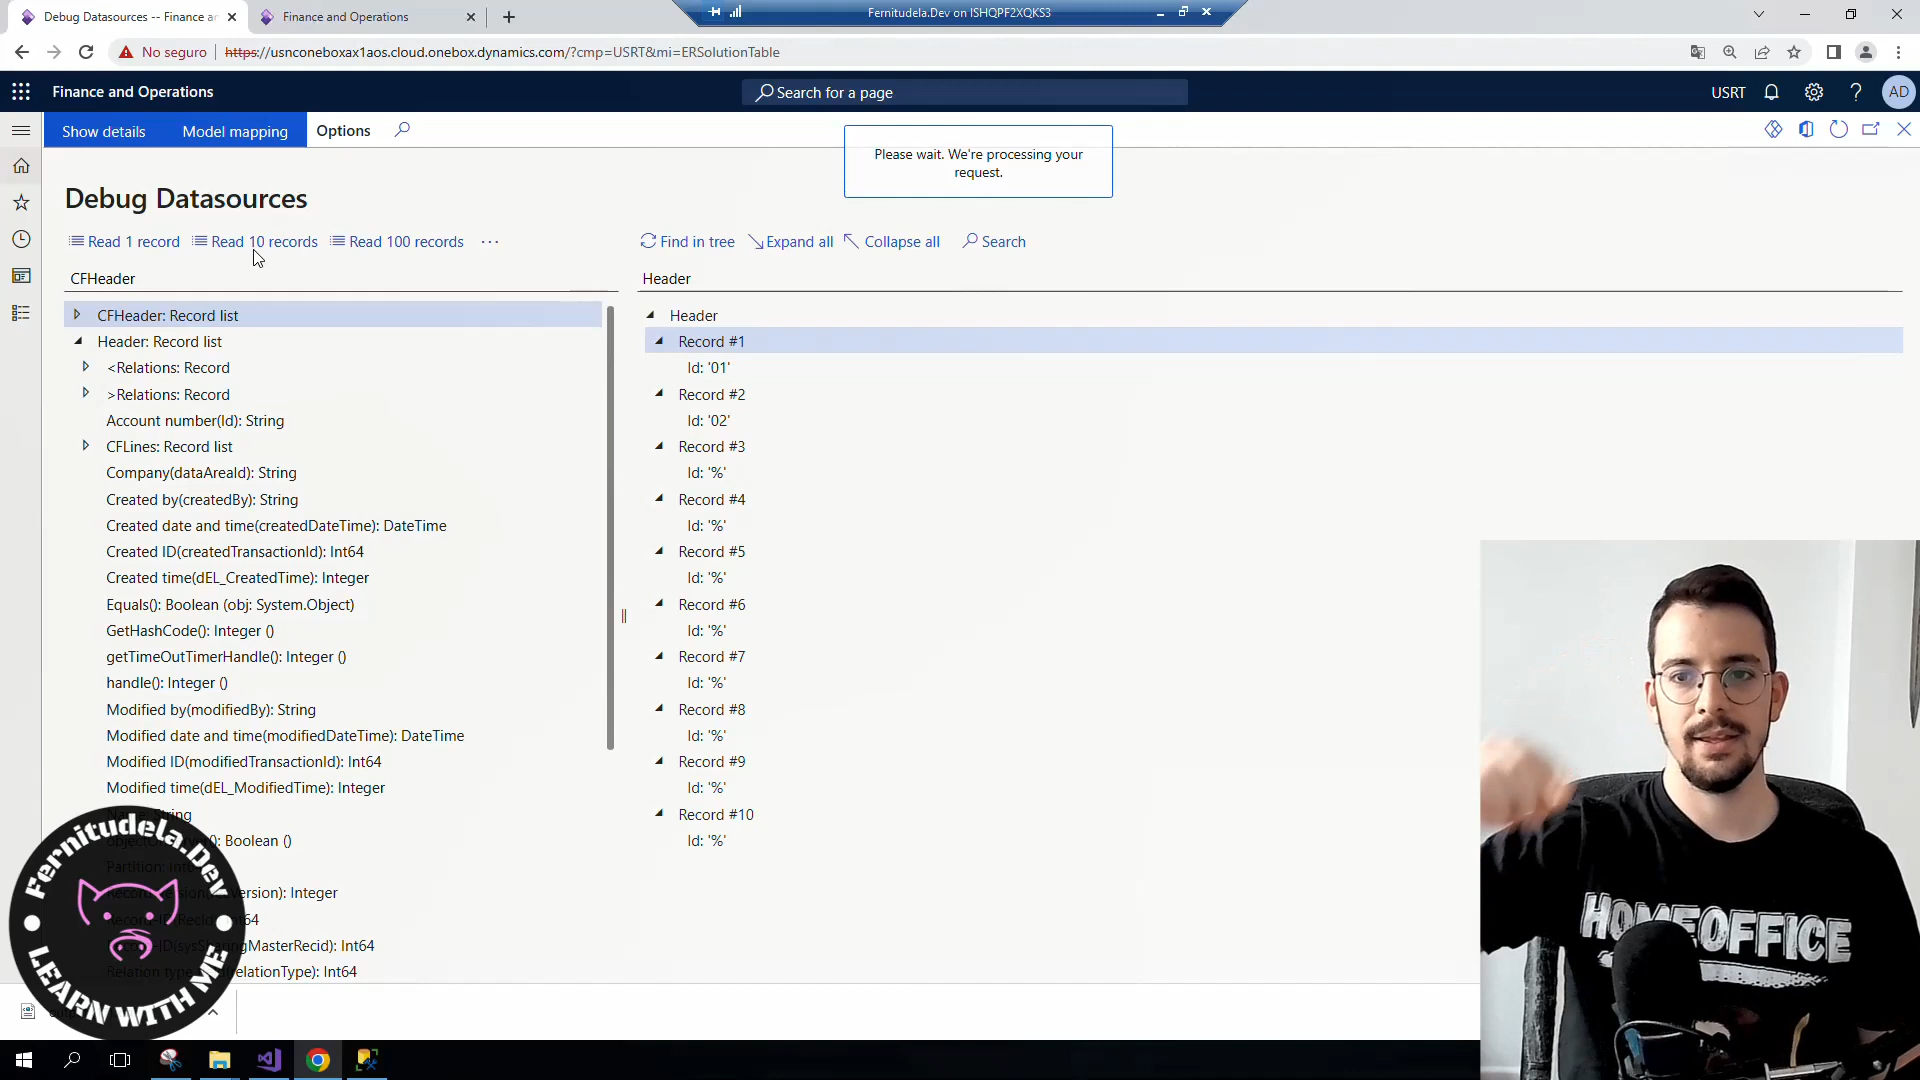 Debug Datasources -- Finance ar
Finance and Operations
Fernitudela.Dev on ISHQPF2XQKS3
No seguro
https://usnconeboxax1aos.cloud.onebox.dynamics.com/?cmp=USRT&mi=ERSolutionTable
Finance and Operations
Search for a page
USRT
AD
Show details
Model mapping
Options
Please wait. We're processing your
request.
Debug Datasources
Read 1 record
Read 10 records
Read 100 records
Find in tree
Expand all
Collapse all
Search
CFHeader
CFHeader: Record list
Header: Record list
<Relations: Record
>Relations: Record
Account number(Id): String
CFLines: Record list
Company(dataAreaId): String
Created by(createdBy): String
Created date and time(createdDateTime): DateTime
Created ID(createdTransactionId): Int64
Created time(dEL_CreatedTime): Integer
Equals(): Boolean (obj: System.Object)
GetHashCode(): Integer ()
getTimeOutTimerHandle(): Integer ()
handle(): Integer ()
Modified by(modifiedBy): String
Modified date and time(modifiedDateTime): DateTime
Modified ID(modifiedTransactionId): Int64
Modified time(dEL_ModifiedTime): Integer
String
Boolean ()
Partition:
Integer
MasterRecid): Int64
Relation type
(relationType): Int64
Header
Header
Record #1
Id: '01'
Record #2
Id: '02'
Record #3
Id: '%'
Record #4
Id: '%'
Record #5
Id: '%'
Record #6
Id: '%'
Record #7
Id: '%'
Record #8
Id: '%'
Record #9
Id: '%'
Record #10
Id: '%'
Fernitudela.Dev
LEARN WITH ME
HOMEOFFICE